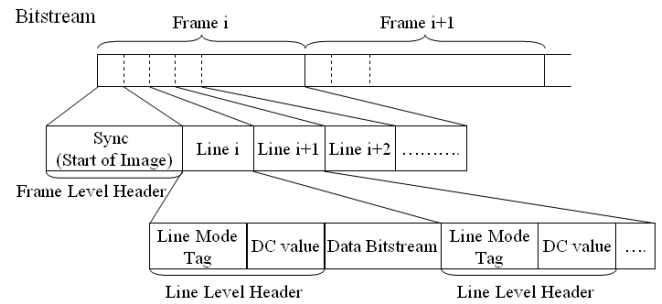 Bitstream
Frame i
Frame i+1
Sync
(Start of Image)
Line i
Line i+1
Line i+2
..........
Frame Level Header
Line Mode
Tag
DC value
Data Bitstream
Line Mode
Tag
DC value
....
Line Level Header
Line Level Header